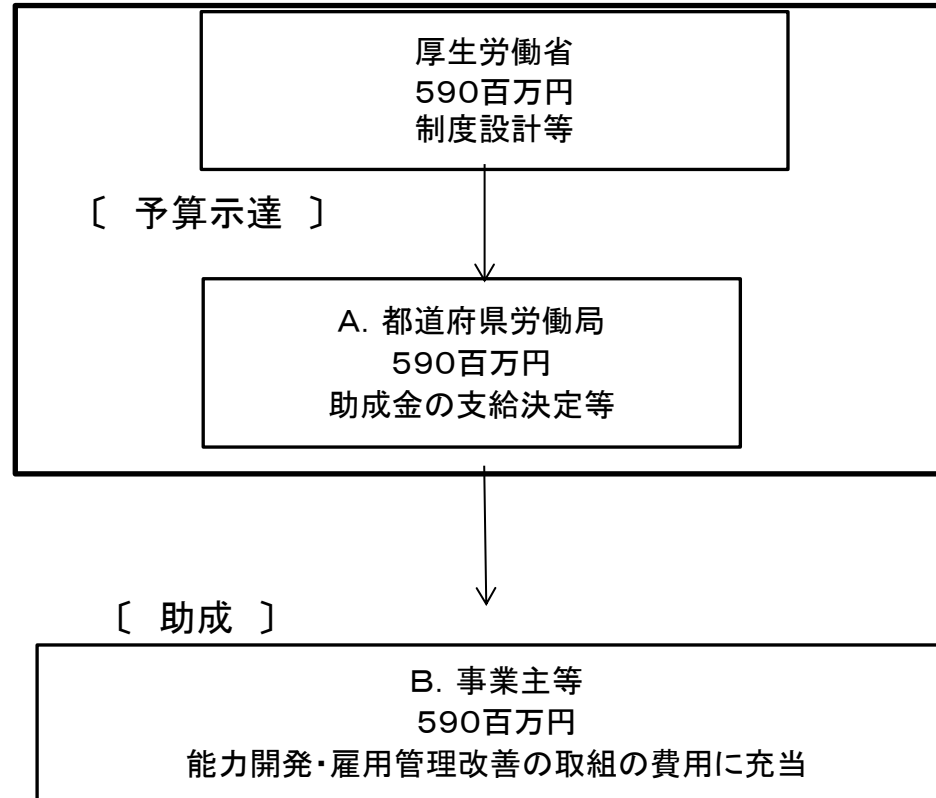 厚生労働省
590百万円
制度設計等
〔　予算示達　〕
A. 都道府県労働局
590百万円
助成金の支給決定等
〔　助成　〕
B. 事業主等
590百万円
能力開発・雇用管理改善の取組の費用に充当